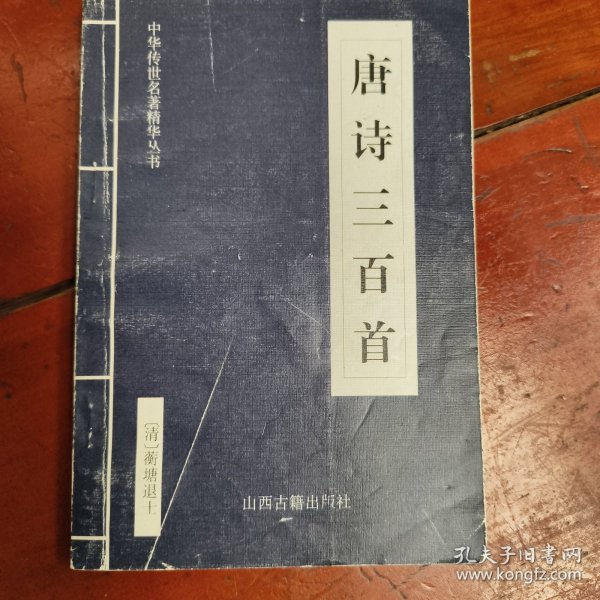 中华传世名著精华丛书
唐诗三百首
〔清〕蘅塘退士
山西古籍出版社
孔夫子旧书网
www.kongfz.com